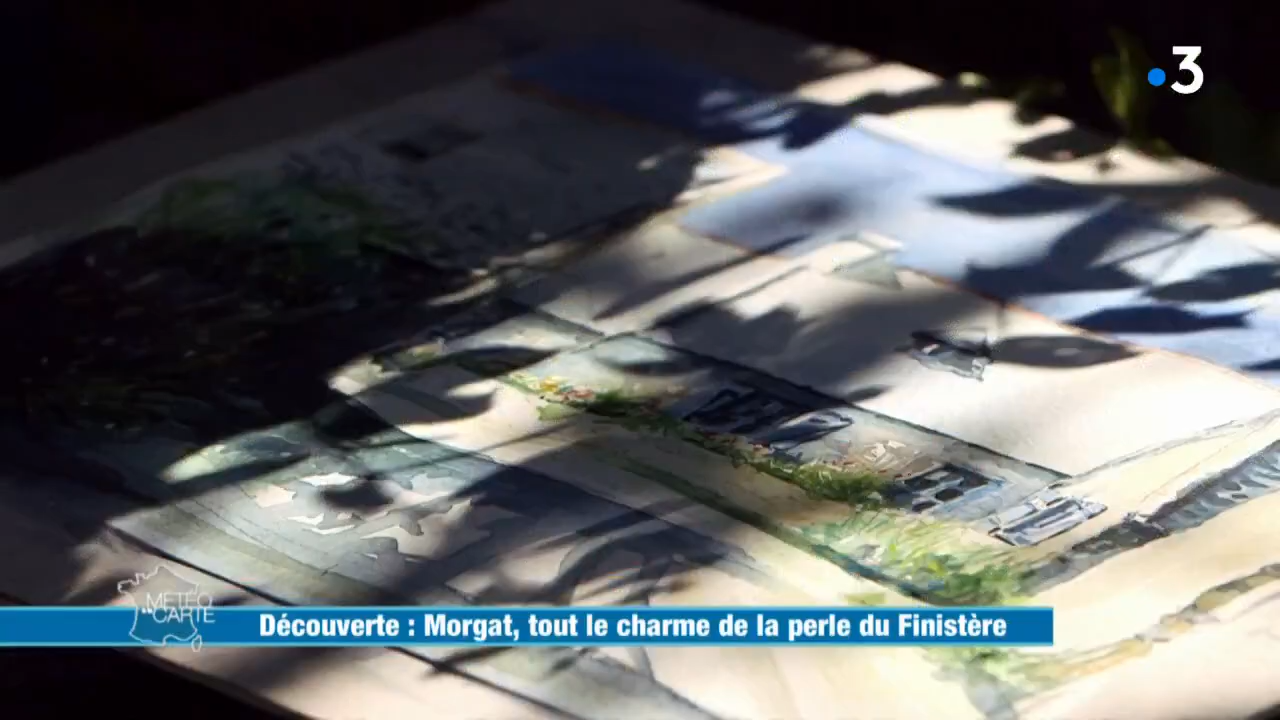 3
MÉTÉO
À LA
CARTE
Découverte : Morgat, tout le charme de la perle du Finistère